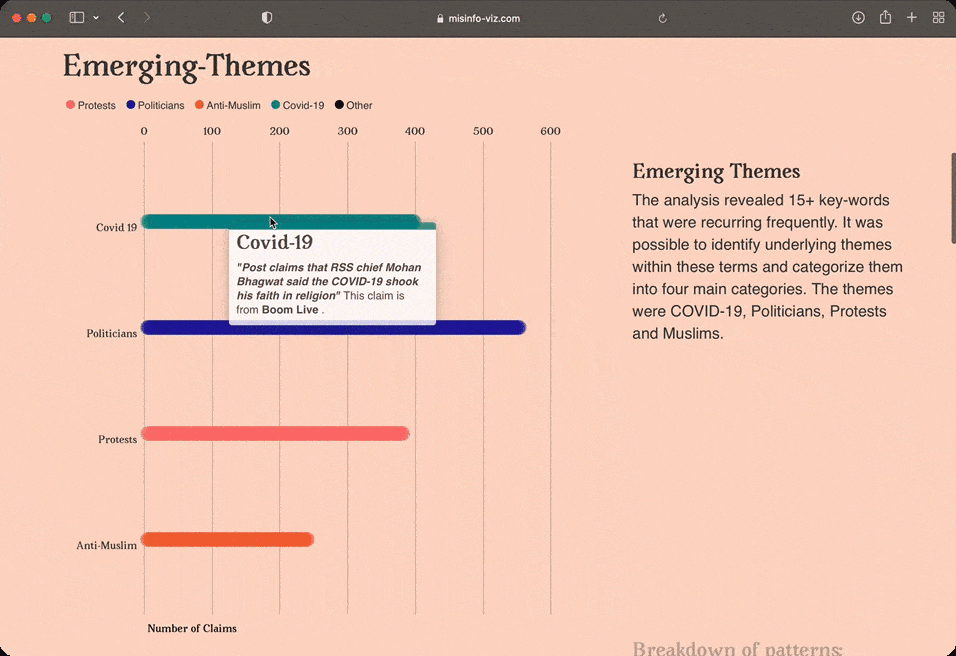 misinfo-viz.com
Emerging-Themes
Protests Politicians Anti-Muslim Covid-19 Other
0 100 200 300 400 500 600
Covid 19
Covid-19
"Post claims that RSS chief Mohan
Bhagwat said the COVID-19 shook
his faith in religion" This claim is
from Boom Live .
Politicians
Protests
Anti-Muslim
Number of Claims
Emerging Themes
The analysis revealed 15+ key-words
that were recurring frequently. It was
possible to identify underlying themes
within these terms and categorize them
into four main categories. The themes
were COVID-19, Politicians, Protests
and Muslims.
Breakdown of patterns: